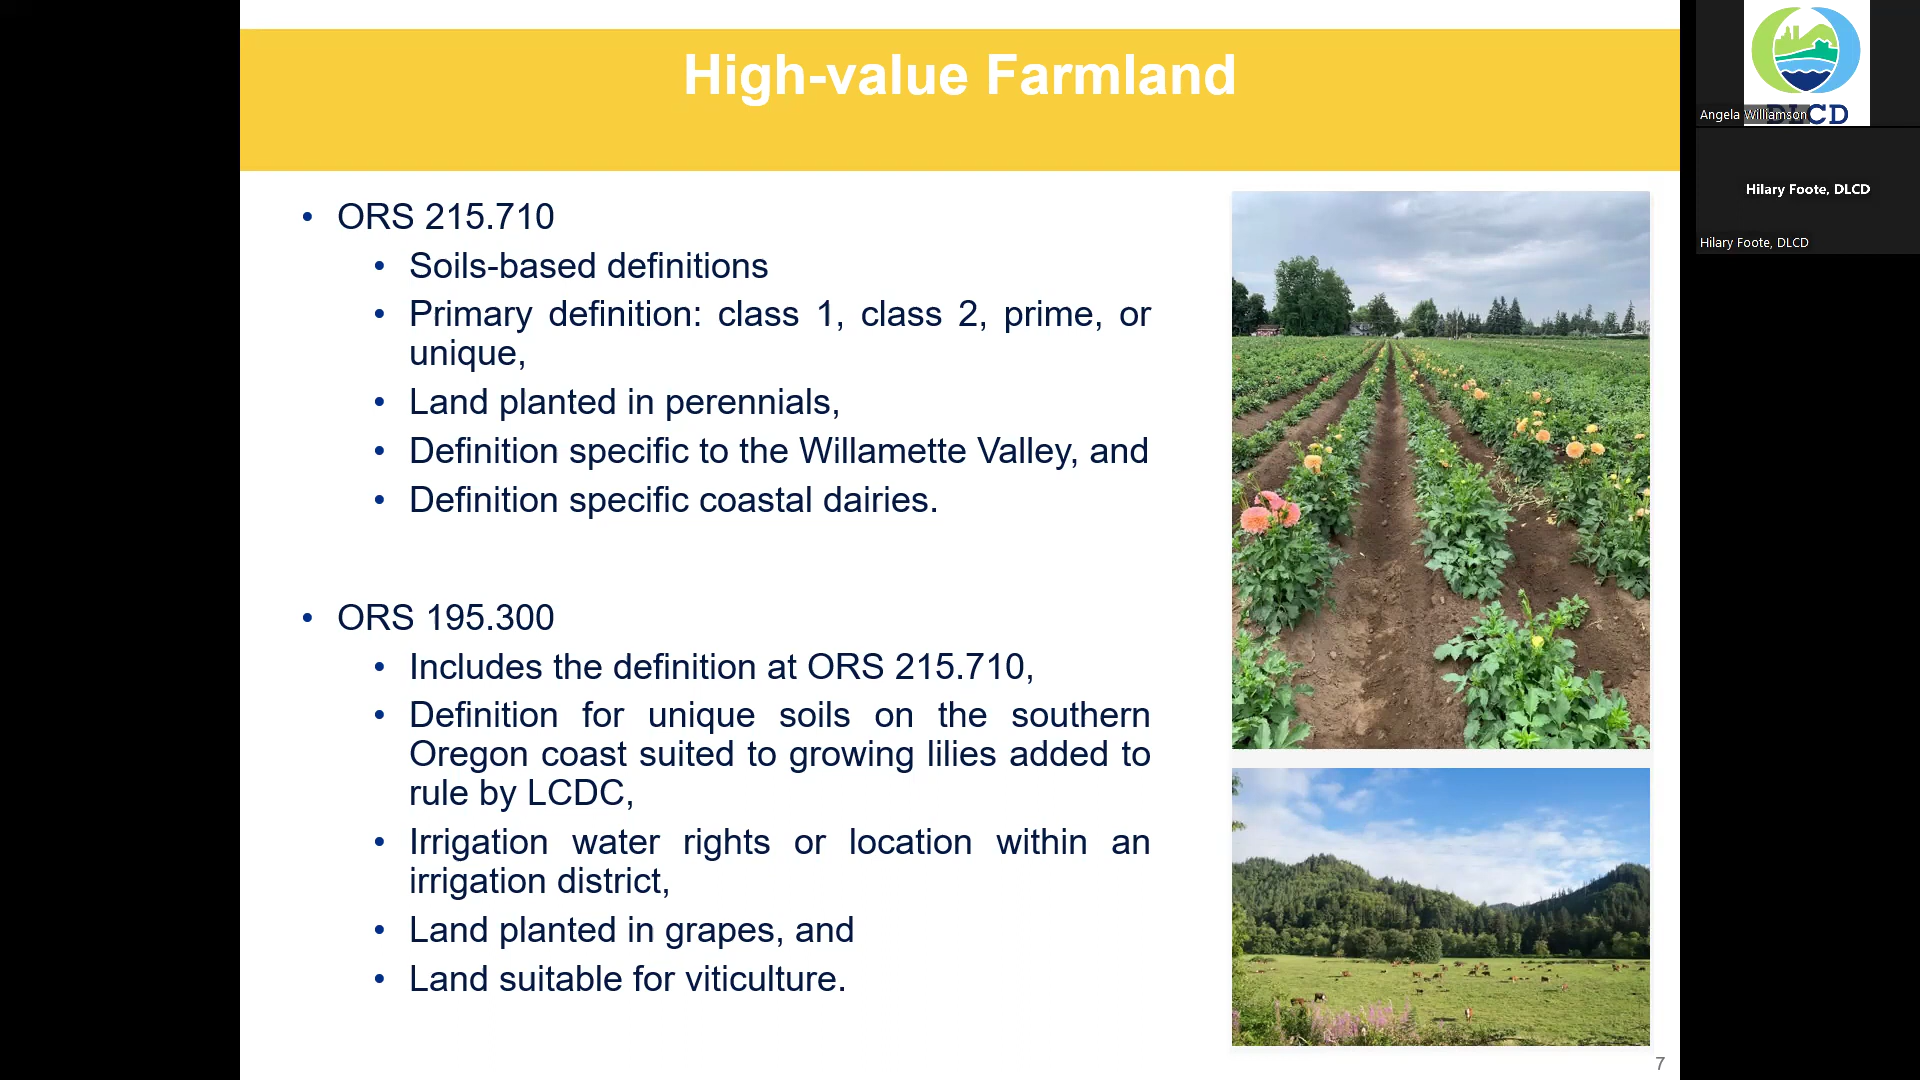 High-value Farmland
• ORS 215.710
• Soils-based definitions
• Primary definition: class 1, class 2, prime, or
unique,
• Land planted in perennials,
• Definition specific to the Willamette Valley, and
• Definition specific coastal dairies.
• ORS 195.300
• Includes the definition at ORS 215.710,
• Definition for unique soils on the southern
Oregon coast suited to growing lilies added to
rule by LCDC,
• Irrigation water rights or location within an
irrigation district,
• Land planted in grapes, and
• Land suitable for viticulture.
7
DLCD
Angela Williamson
Hilary Foote, DLCD
Hilary Foote, DLCD